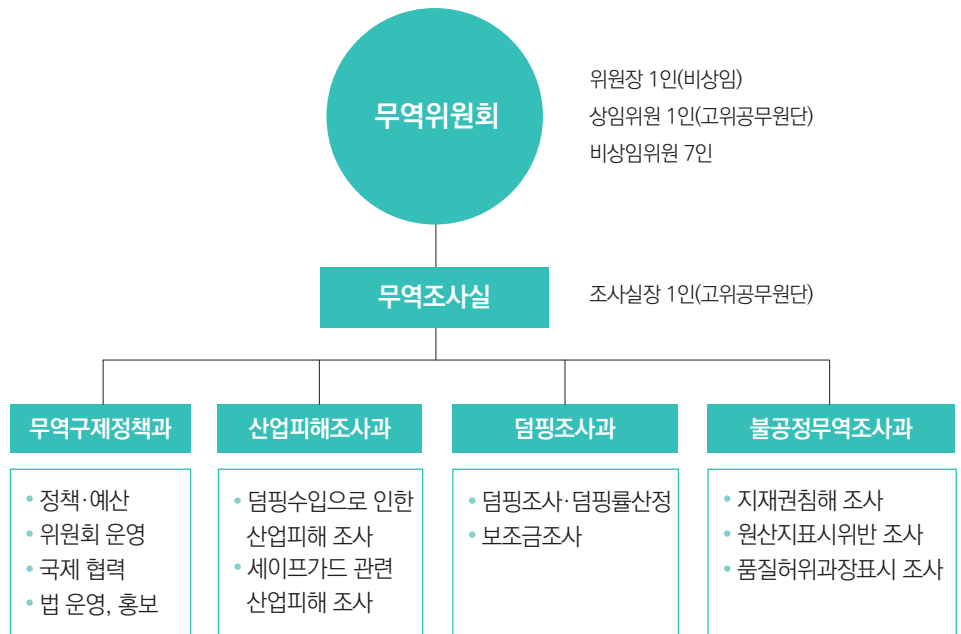 무역위원회
위원장 1인(비상임)
상임위원 1인(고위공무원단)
비상임위원 7인
무역조사실
조사실장 1인(고위공무원단)
무역구제정책과
• 정책·예산
• 위원회 운영
• 국제 협력
• 법 운영, 홍보
산업피해조사과
• 덤핑수입으로 인한
산업피해 조사
• 세이프가드 관련
산업피해 조사
덤핑조사과
• 덤핑조사·덤핑률산정
• 보조금조사
불공정무역조사과
• 지재권침해 조사
• 원산지표시위반 조사
• 품질허위과장표시 조사